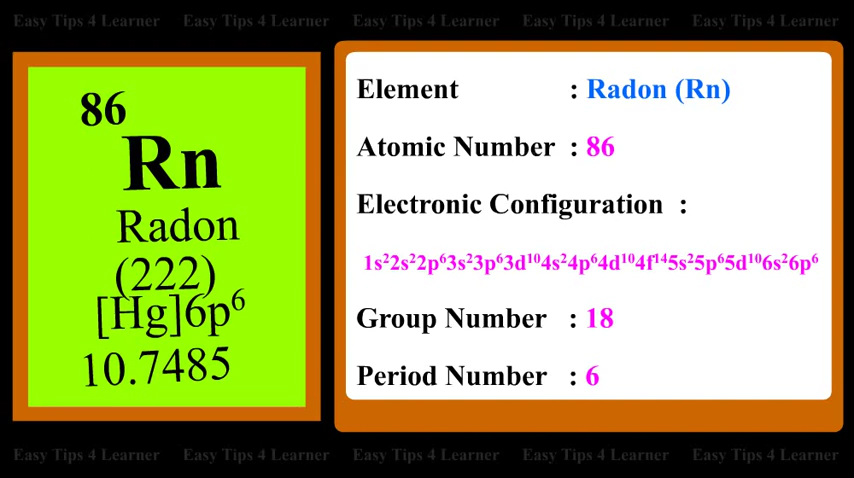 Easy Tips 4 Learner Easy Tips 4 Learner Easy Tips 4 Learner Easy Tips 4 Learner Easy Tips 4 Learner
86
Rn
Radon
(222)
[Hg]6p⁶
10.7485
Element : Radon (Rn)
Atomic Number : 86
Electronic Configuration :
1s²2s²2p⁶3s²3p⁶3d¹⁰4s²4p⁶4d¹⁰4f¹⁴5s²5p⁶5d¹⁰6s²6p⁶
Group Number : 18
Period Number : 6
Easy Tips 4 Learner Easy Tips 4 Learner Easy Tips 4 Learner Easy Tips 4 Learner Easy Tips 4 Learner